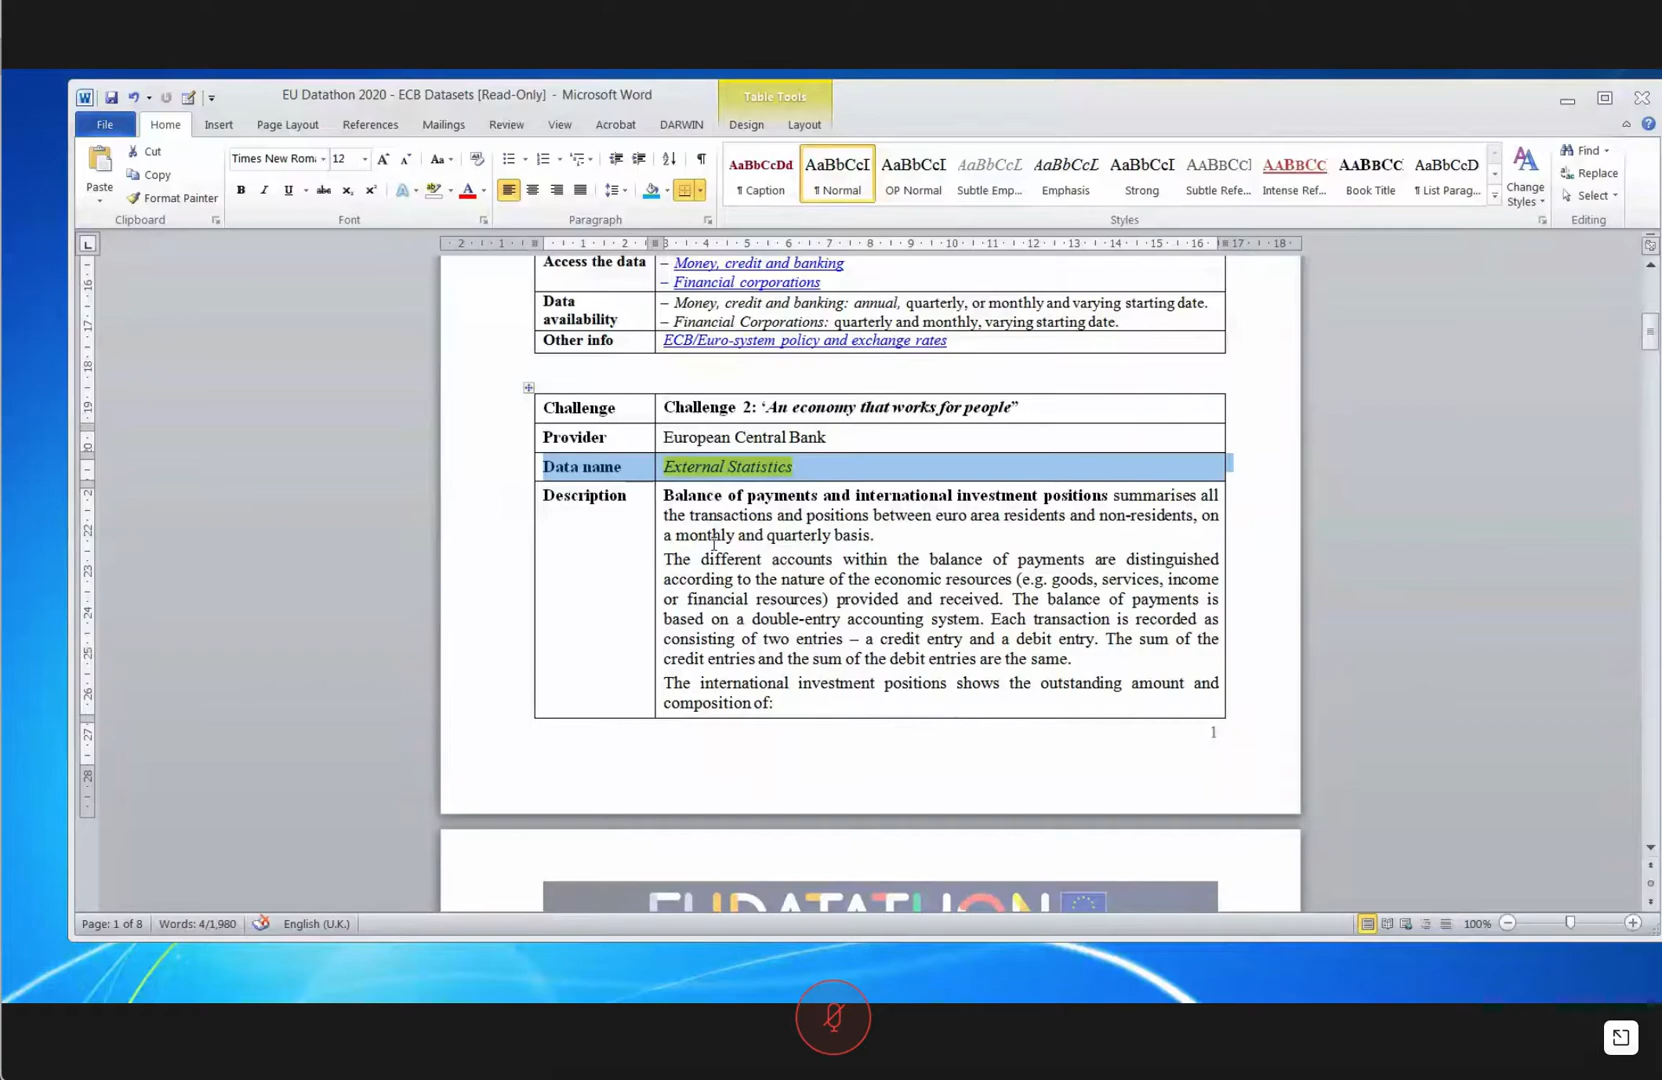 EU Datathon 2020 - ECB Datasets [Read-Only] - Microsoft Word
Table Tools
File Home Insert Page Layout References Mailings Review View Acrobat DARWIN Design Layout
Cut
Copy
Format Painter
Paste
Clipboard
Times New Roma 12
Font
Paragraph
AaBbCcDd AaBbCcI AaBbCcI AaBbCcL AaBbCcL AaBbCcI AABBCCI AABBCC AABBCC AaBbCcD
¶ Caption ¶ Normal OP Normal Subtle Emp... Emphasis Strong Subtle Refe... Intense Ref... Book Title ¶ List Parag...
Styles
Change Styles
Find
Replace
Select
Editing
Access the data
– Money, credit and banking
– Financial corporations
Data availability
– Money, credit and banking: annual, quarterly, or monthly and varying starting date.
– Financial Corporations: quarterly and monthly, varying starting date.
Other info ECB/Euro-system policy and exchange rates
Challenge Challenge 2: ‘An economy that works for people”
Provider European Central Bank
Data name External Statistics
Description Balance of payments and international investment positions summarises all
the transactions and positions between euro area residents and non-residents, on
a monthly and quarterly basis.
The different accounts within the balance of payments are distinguished
according to the nature of the economic resources (e.g. goods, services, income
or financial resources) provided and received. The balance of payments is
based on a double-entry accounting system. Each transaction is recorded as
consisting of two entries – a credit entry and a debit entry. The sum of the
credit entries and the sum of the debit entries are the same.
The international investment positions shows the outstanding amount and
composition of:
1
EUDATATHON
Page: 1 of 8 Words: 4/1,980 English (U.K.) 100%